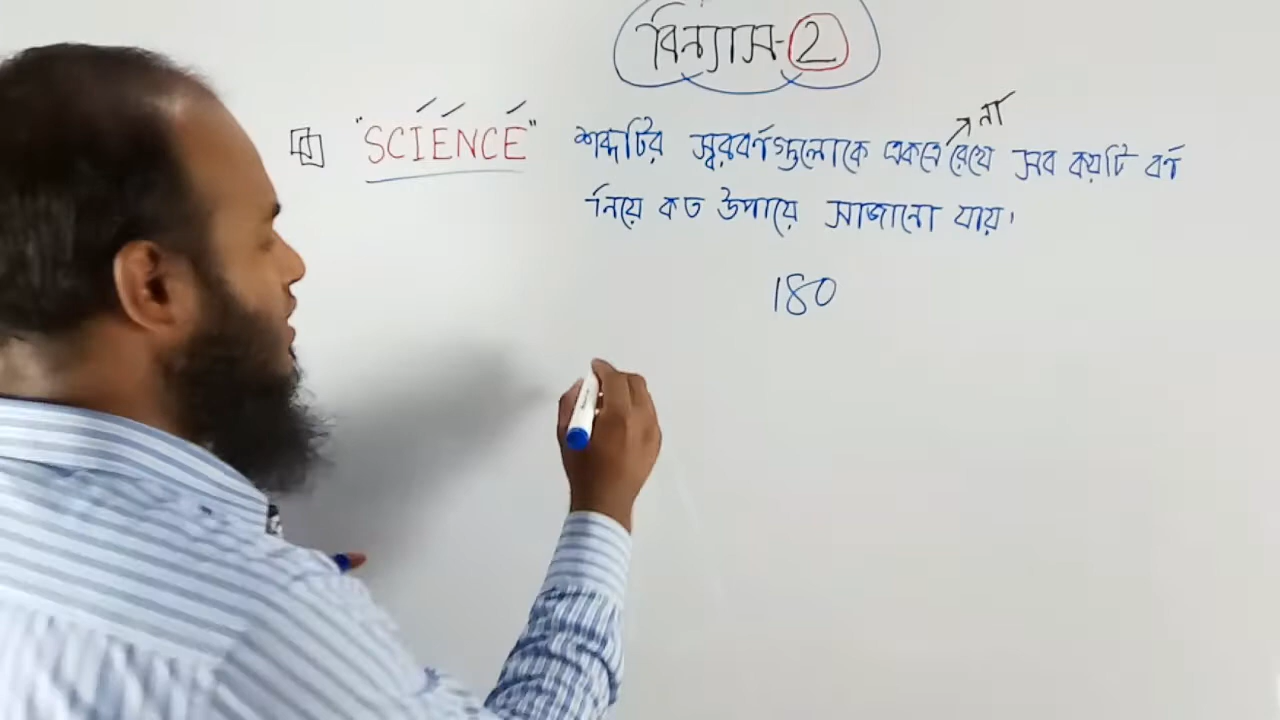 বিন্যাস-2
না
"SCIENCE" শব্দটির স্বরবর্ণগুলোকে একত্রে রেখে সব কয়টি বর্ণ
নিয়ে কত উপায়ে সাজানো যায়।
180